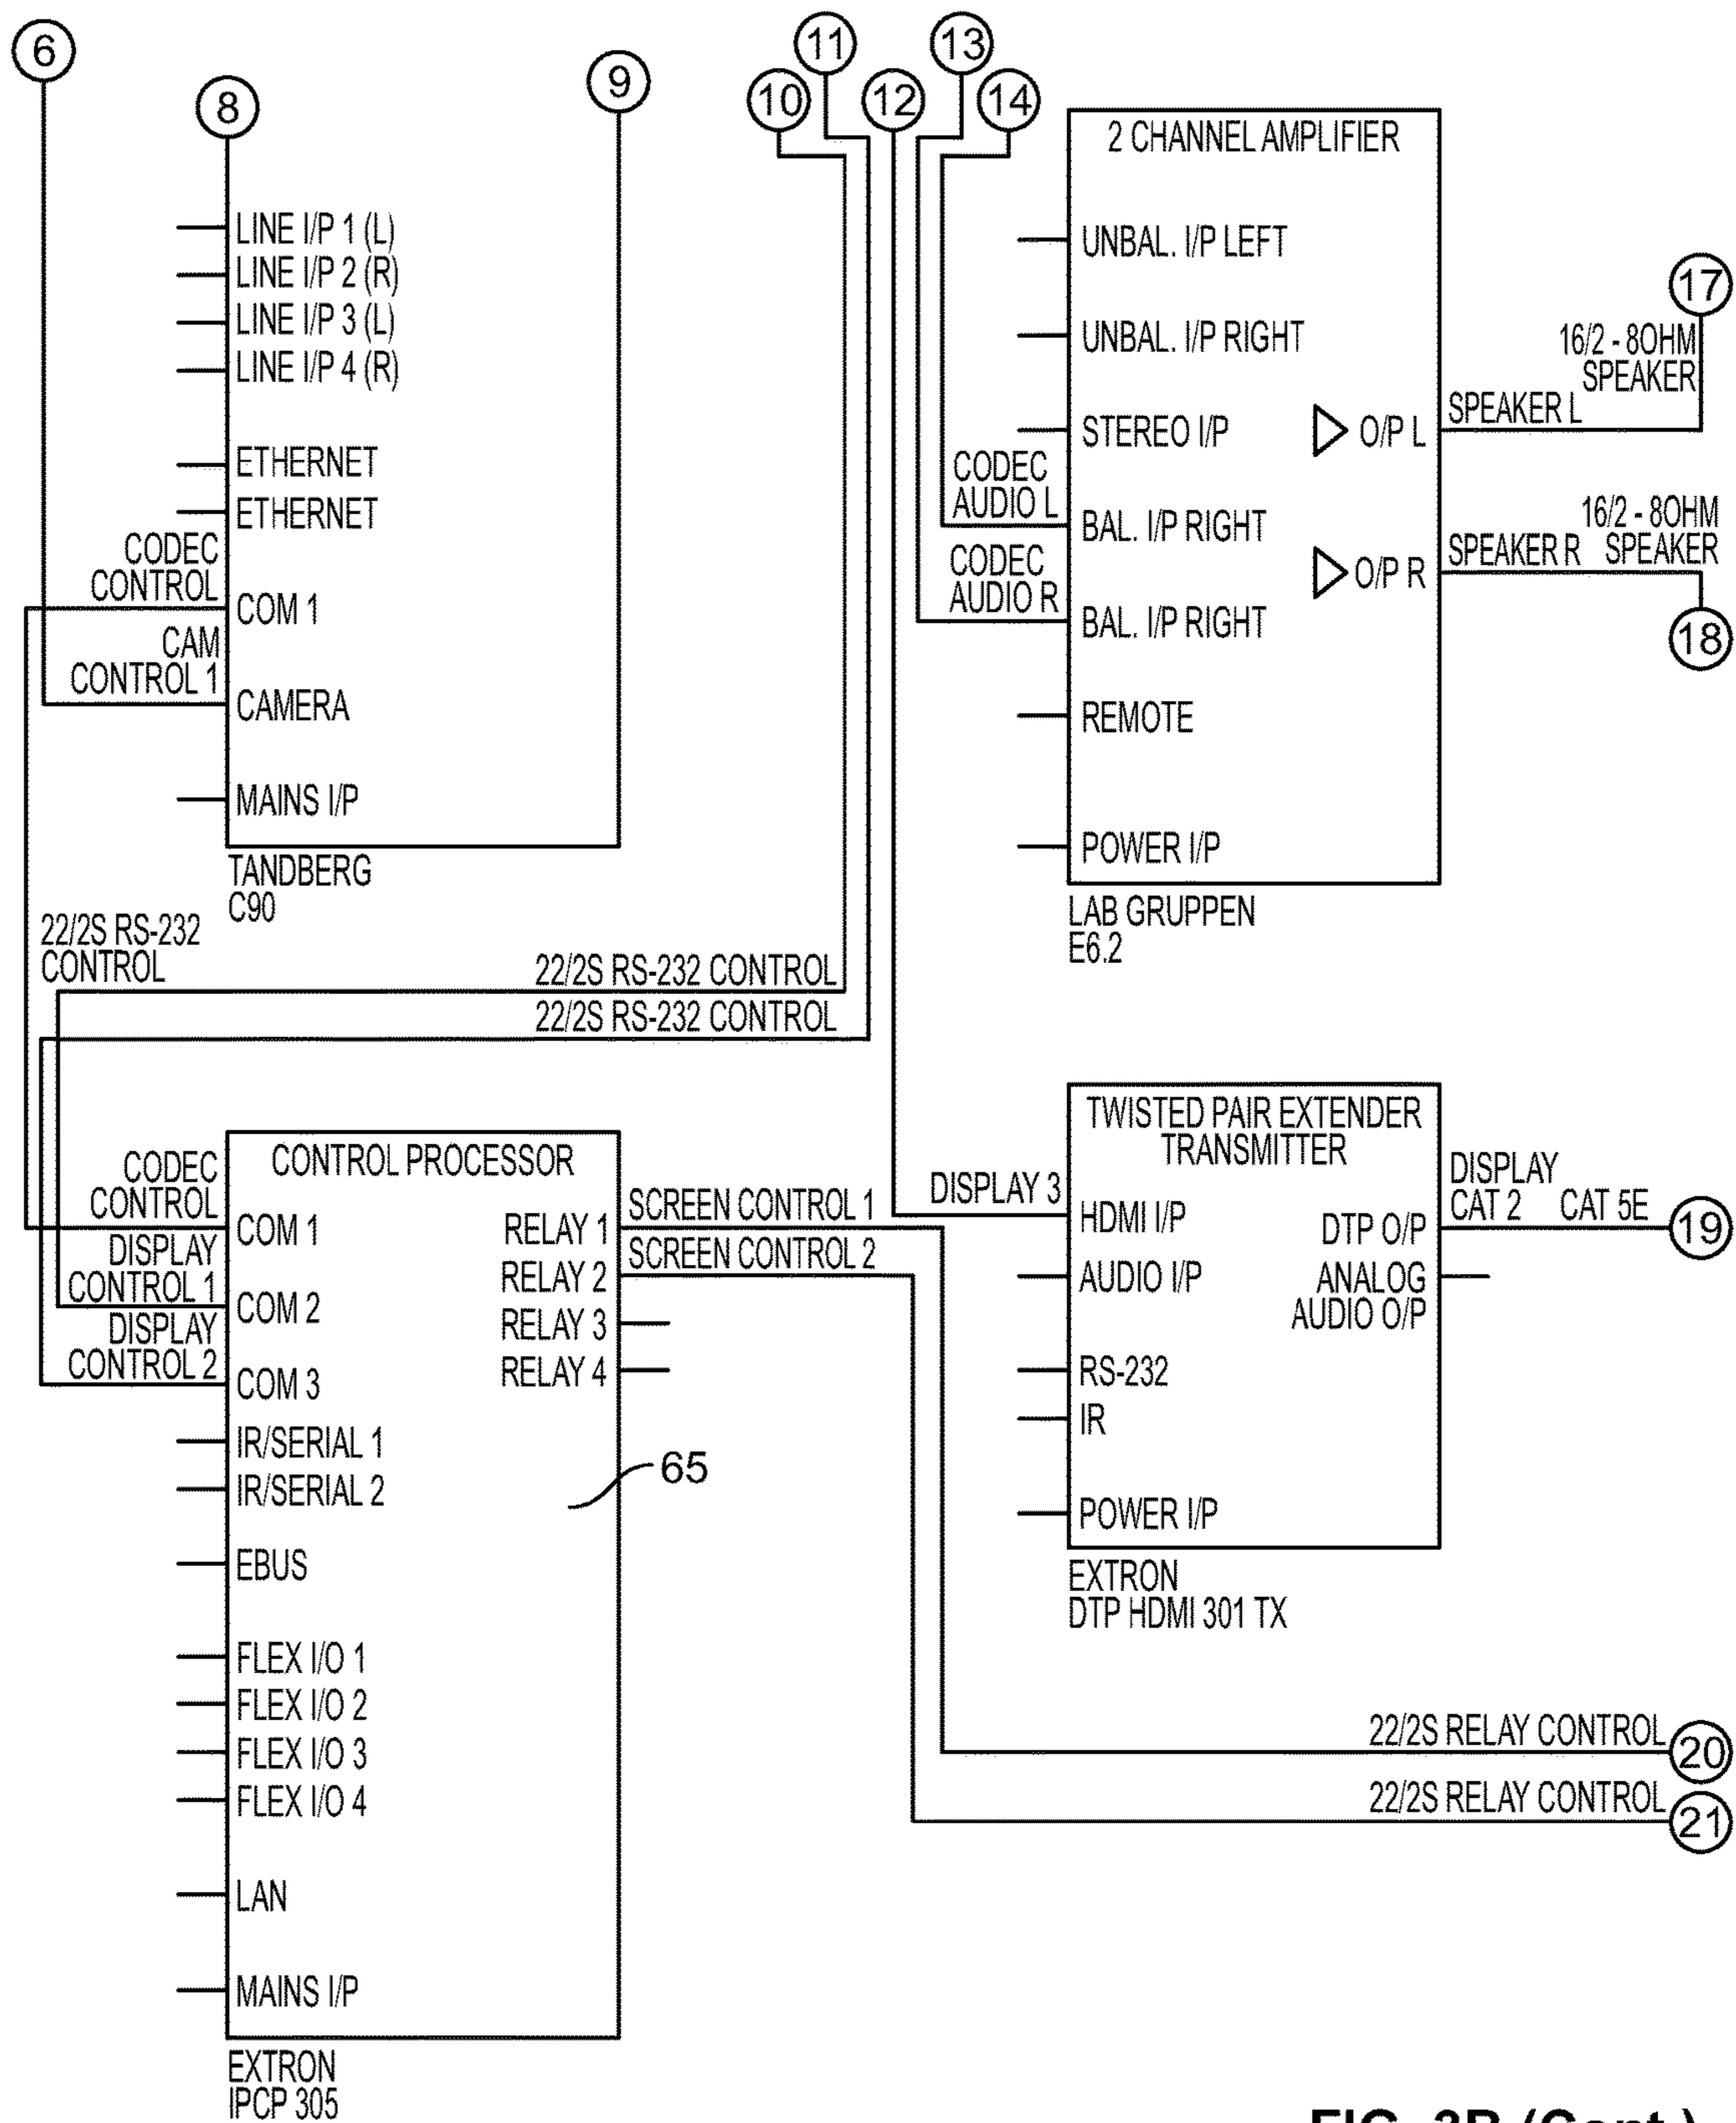 6
8
9
10
11
12
13
14
LINE I/P 1 (L)
LINE I/P 2 (R)
LINE I/P 3 (L)
LINE I/P 4 (R)
ETHERNET
ETHERNET
CODEC
CONTROL
COM 1
CAM
CONTROL 1
CAMERA
MAINS I/P
TANDBERG
C90
2 CHANNEL AMPLIFIER
UNBAL. I/P LEFT
UNBAL. I/P RIGHT
STEREO I/P
CODEC
AUDIO L
BAL. I/P RIGHT
CODEC
AUDIO R
BAL. I/P RIGHT
REMOTE
POWER I/P
O/P L
O/P R
SPEAKER L
16/2 - 8OHM
SPEAKER
17
SPEAKER R
16/2 - 8OHM
SPEAKER
18
LAB GRUPPEN
E6.2
22/2S RS-232
CONTROL
22/2S RS-232 CONTROL
22/2S RS-232 CONTROL
CONTROL PROCESSOR
CODEC
CONTROL
COM 1
DISPLAY
CONTROL 1
COM 2
DISPLAY
CONTROL 2
COM 3
IR/SERIAL 1
IR/SERIAL 2
EBUS
FLEX I/O 1
FLEX I/O 2
FLEX I/O 3
FLEX I/O 4
LAN
MAINS I/P
RELAY 1
RELAY 2
RELAY 3
RELAY 4
SCREEN CONTROL 1
SCREEN CONTROL 2
65
EXTRON
IPCP 305
TWISTED PAIR EXTENDER
TRANSMITTER
DISPLAY 3
HDMI I/P
AUDIO I/P
RS-232
IR
POWER I/P
DTP O/P
ANALOG
AUDIO O/P
DISPLAY
CAT 2 CAT 5E
19
EXTRON
DTP HDMI 301 TX
22/2S RELAY CONTROL
20
22/2S RELAY CONTROL
21
FIG. 3B (Cont.)